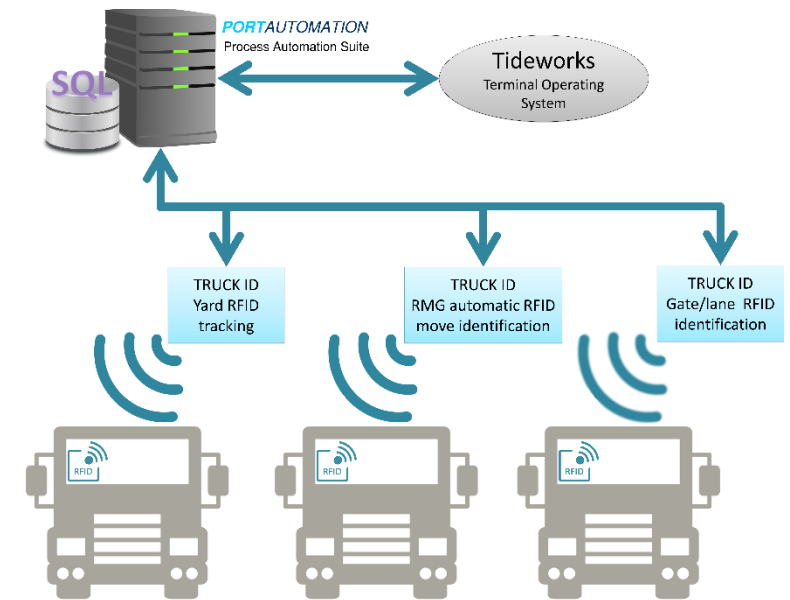 PORTAUTOMATION
Process Automation Suite
SQL
Tideworks
Terminal Operating
System
TRUCK ID
Yard RFID
tracking
TRUCK ID
RMG automatic RFID
move identification
TRUCK ID
Gate/lane RFID
identification
RFID
RFID
RFID